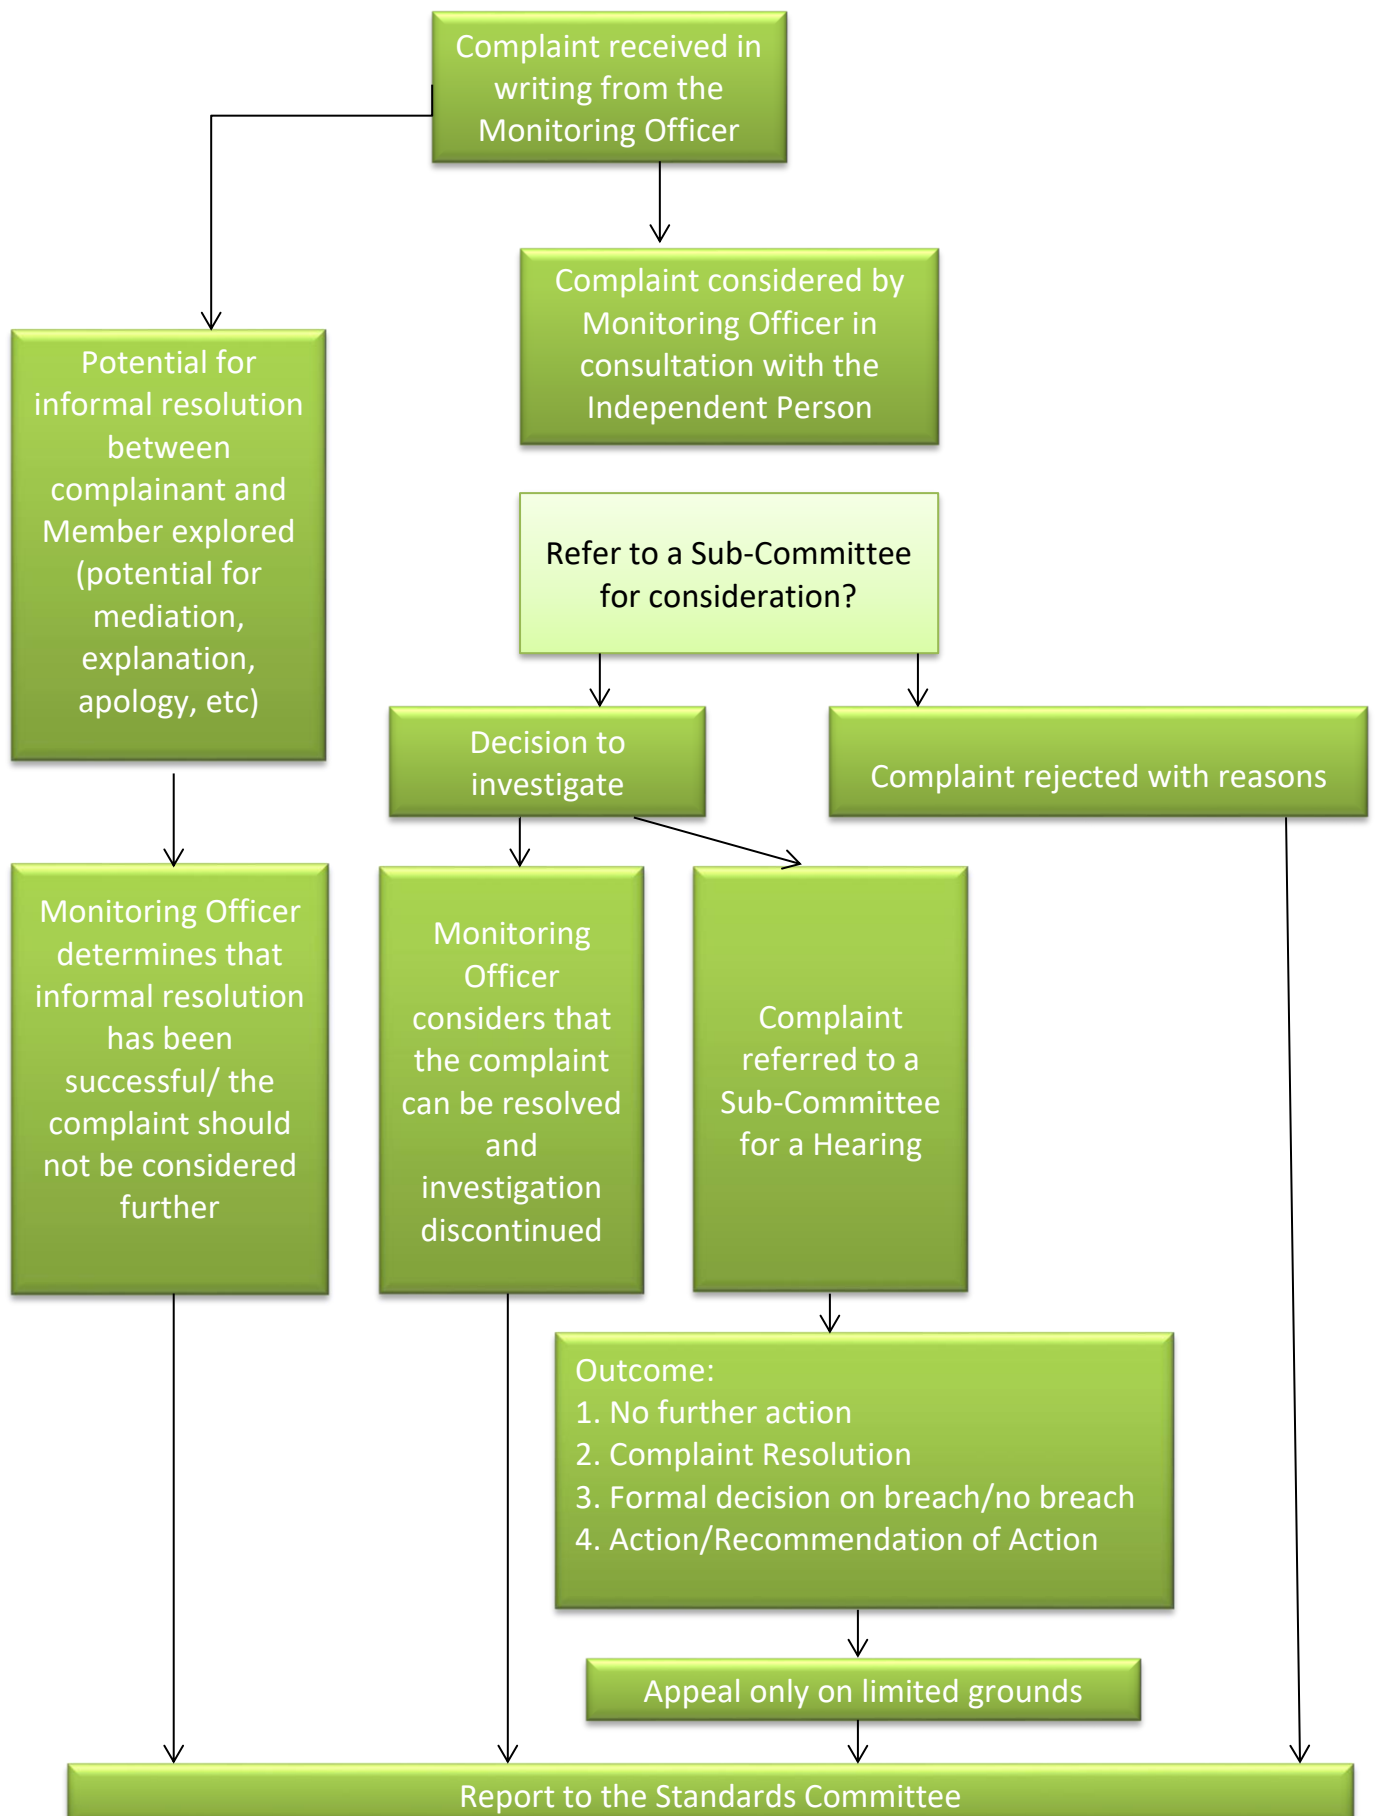 Complaint received in
writing from the
Monitoring Officer
Complaint considered by
Monitoring Officer in
consultation with the
Independent Person
Potential for
informal resolution
between
complainant and
Member explored
(potential for
mediation,
explanation,
apology, etc)
Refer to a Sub-Committee
for consideration?
Decision to
investigate
Complaint rejected with reasons
Monitoring Officer
determines that
informal resolution
has been
successful/ the
complaint should
not be considered
further
Monitoring
Officer
considers that
the complaint
can be resolved
and
investigation
discontinued
Complaint
referred to a
Sub-Committee
for a Hearing
Outcome:
1. No further action
2. Complaint Resolution
3. Formal decision on breach/no breach
4. Action/Recommendation of Action
Appeal only on limited grounds
Report to the Standards Committee